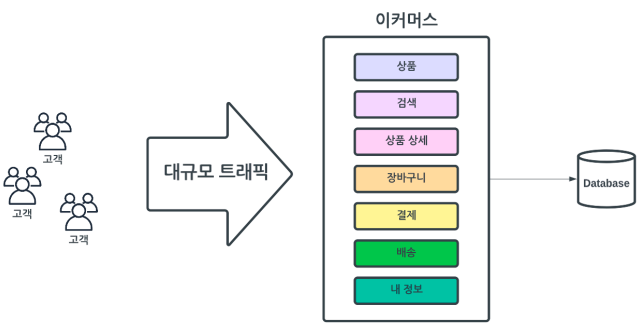 이커머스
상품
검색
상품 상세
장바구니
결제
배송
내 정보
고객
고객
고객
대규모 트래픽
Database